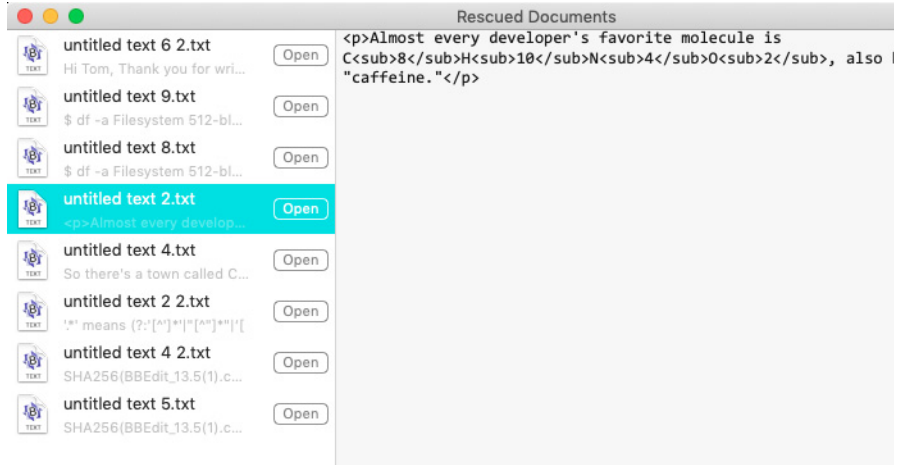 Rescued Documents
untitled text 6 2.txt
Hi Tom, Thank you for wri...
Open
untitled text 9.txt
$ df -a Filesystem 512-bl...
Open
untitled text 8.txt
$ df -a Filesystem 512-bl...
Open
untitled text 2.txt
<p>Almost every develop...
Open
untitled text 4.txt
So there's a town called C...
Open
untitled text 2 2.txt
'.*' means (?:'[^']*'|"[^"]*"|'[
Open
untitled text 4 2.txt
SHA256(BBEdit_13.5(1).c...
Open
untitled text 5.txt
SHA256(BBEdit_13.5(1).c...
Open
<p>Almost every developer's favorite molecule is
C<sub>8</sub>H<sub>10</sub>N<sub>4</sub>O<sub>2</sub>, also
"caffeine."</p>